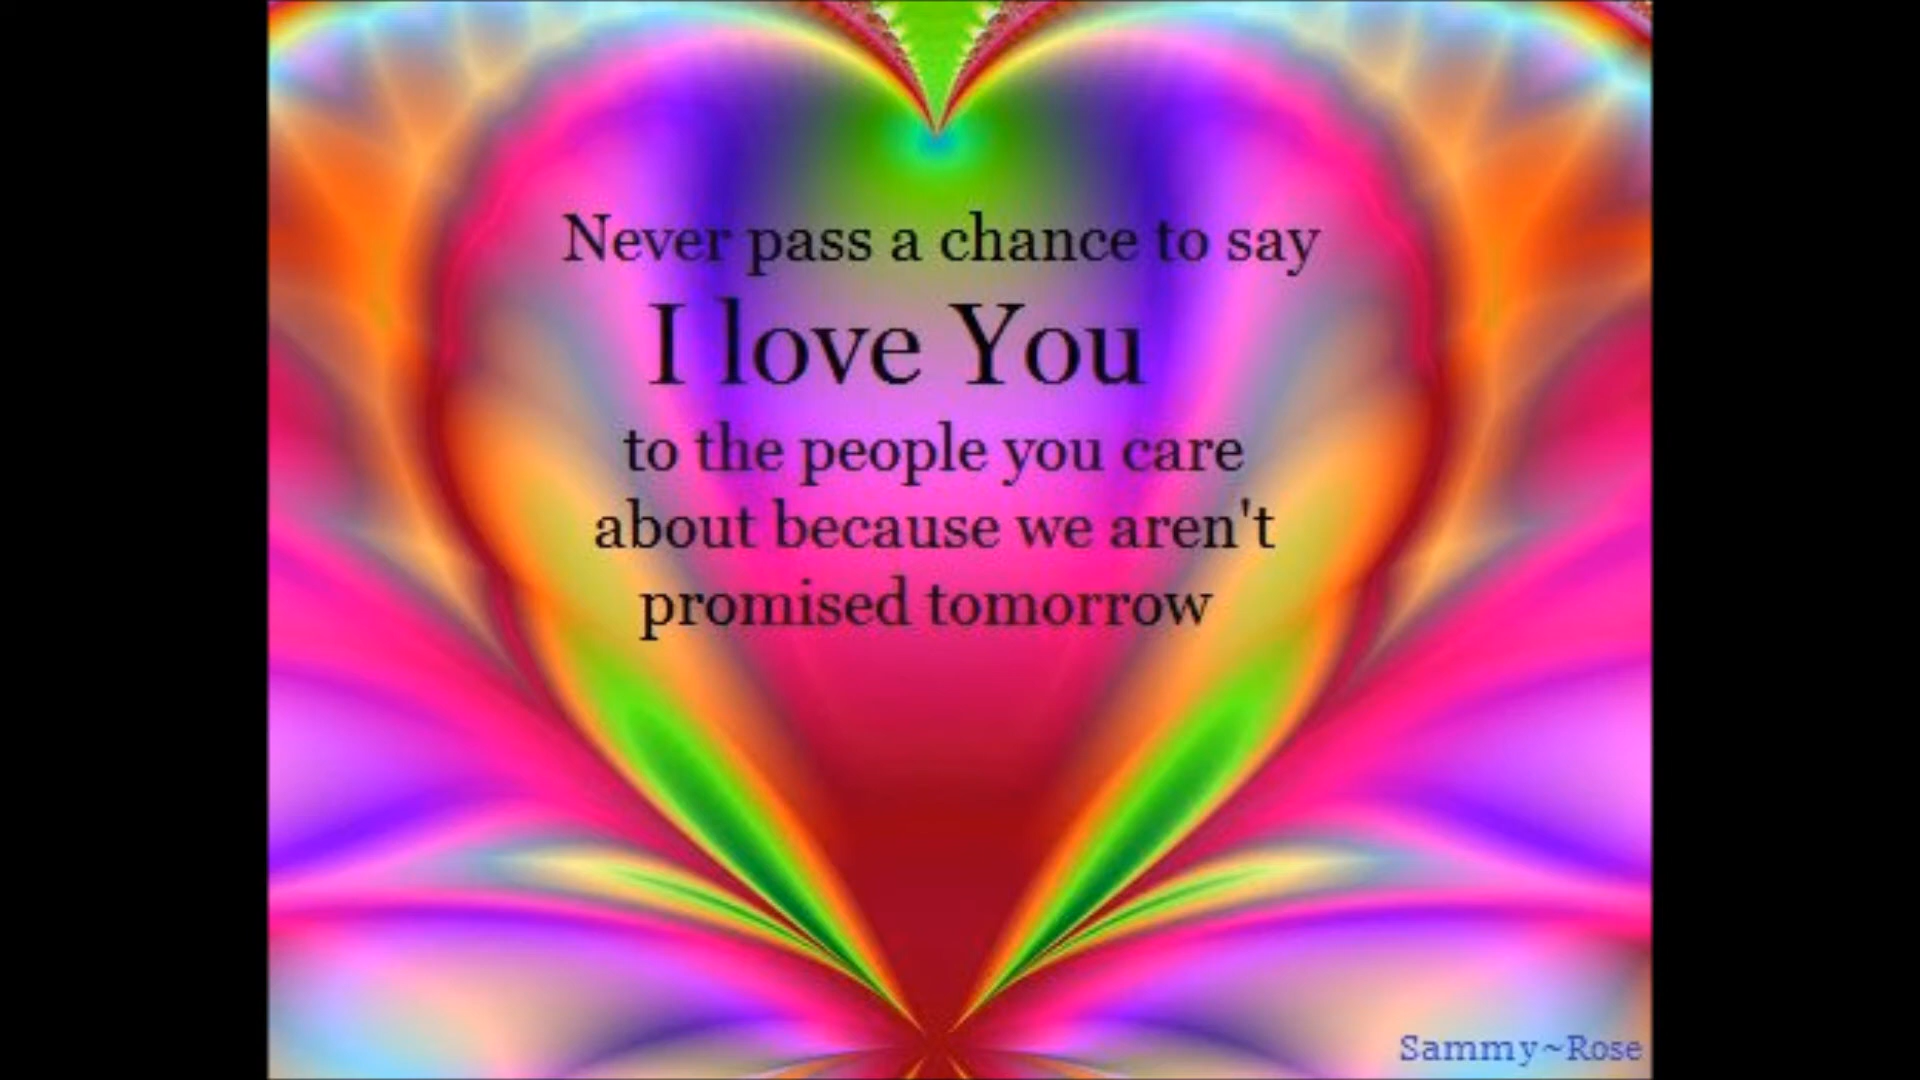 Never pass a chance to say
I love You
to the people you care
about because we aren't
promised tomorrow
Sammy~Rose